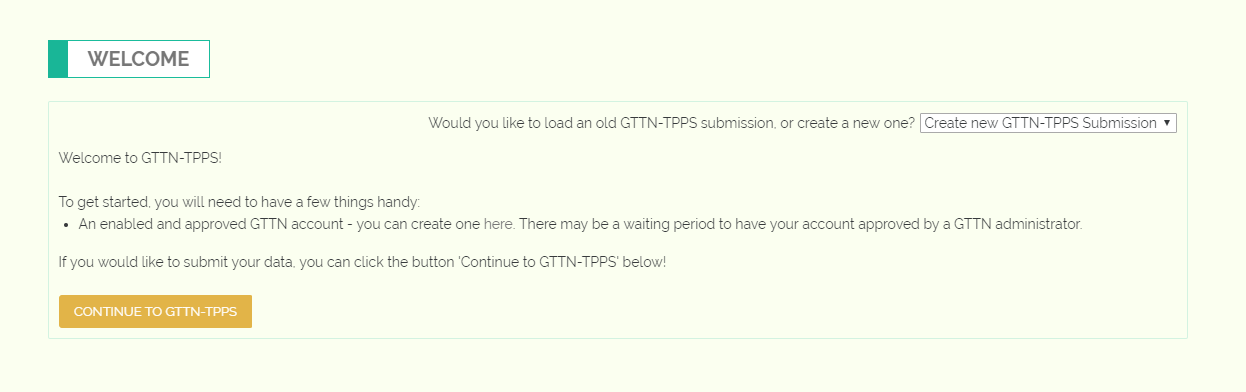 WELCOME
Would you like to load an old GTTN-TPPS submission, or create a new one? Create new GTTN-TPPS Submission
Welcome to GTTN-TPPS!
To get started, you will need to have a few things handy:
An enabled and approved GTTN account - you can create one here. There may be a waiting period to have your account approved by a GTTN administrator.
If you would like to submit your data, you can click the button 'Continue to GTTN-TPPS' below!
CONTINUE TO GTTN-TPPS